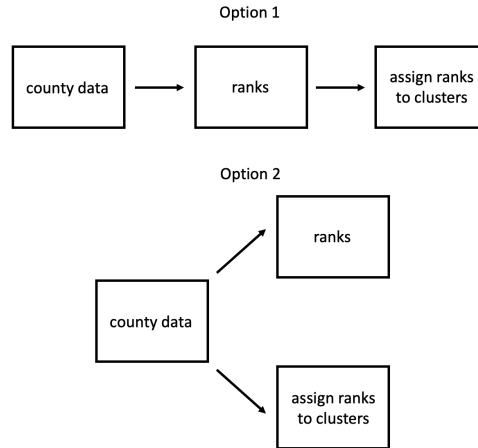 Option 1
county data
ranks
assign ranks
to clusters
Option 2
ranks
county data
assign ranks
to clusters